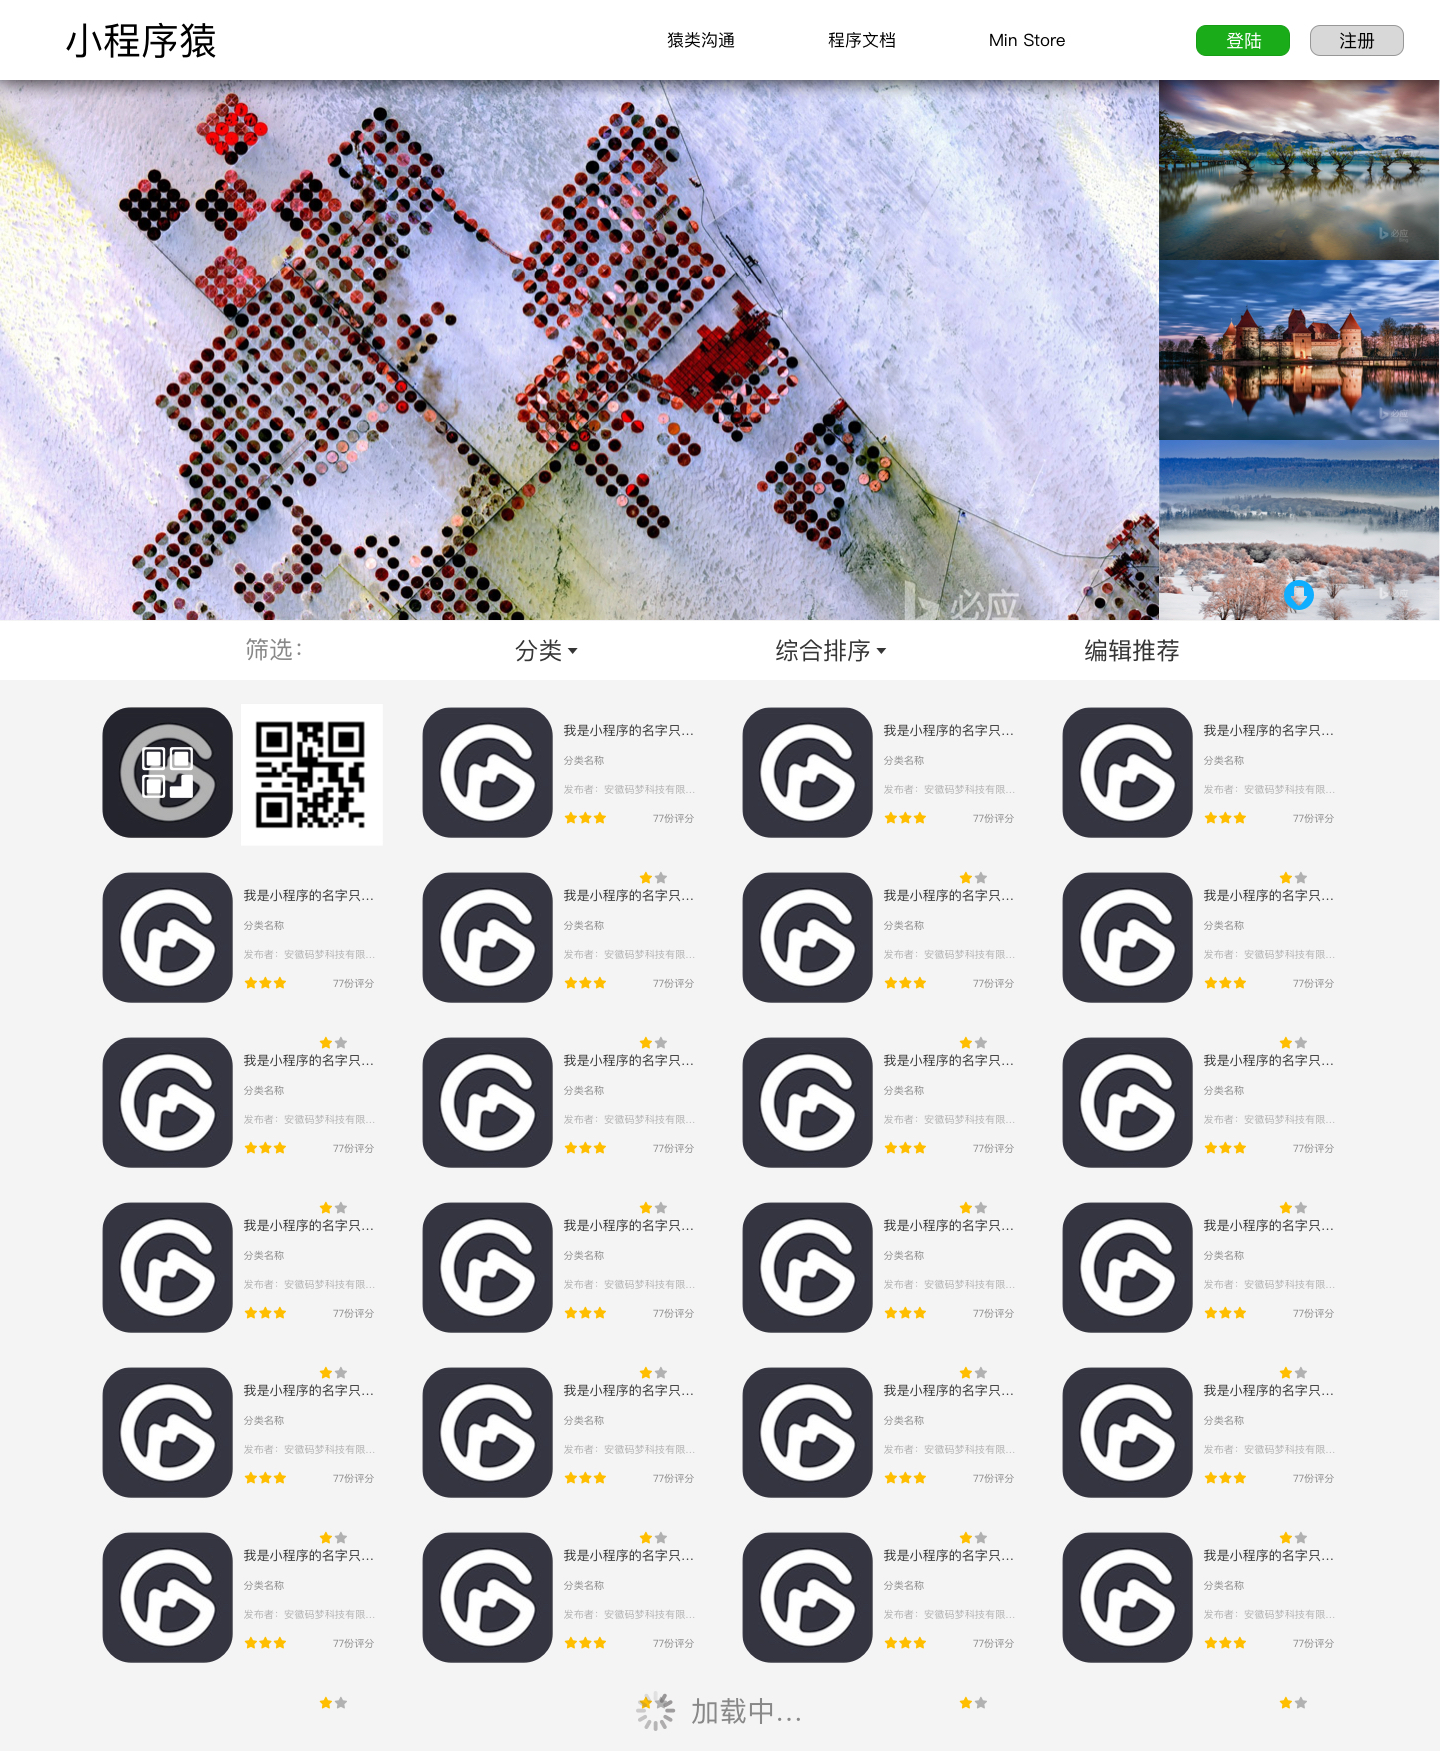 小程序猿
猿类沟通 程序文档 Min Store 登陆 注册
必应
必应
必应
筛选: 分类 综合排序 编辑推荐
我是小程序的名字只... 我是小程序的名字只... 我是小程序的名字只...
分类名称 分类名称 分类名称
发布者：安徽码梦科技有限... 发布者：安徽码梦科技有限... 发布者：安徽码梦科技有限...
77份评分 77份评分 77份评分
我是小程序的名字只... 我是小程序的名字只... 我是小程序的名字只... 我是小程序的名字只...
分类名称 分类名称 分类名称 分类名称
发布者：安徽码梦科技有限... 发布者：安徽码梦科技有限... 发布者：安徽码梦科技有限... 发布者：安徽码梦科技有限...
77份评分 77份评分 77份评分 77份评分
我是小程序的名字只... 我是小程序的名字只... 我是小程序的名字只... 我是小程序的名字只...
分类名称 分类名称 分类名称 分类名称
发布者：安徽码梦科技有限... 发布者：安徽码梦科技有限... 发布者：安徽码梦科技有限... 发布者：安徽码梦科技有限...
77份评分 77份评分 77份评分 77份评分
我是小程序的名字只... 我是小程序的名字只... 我是小程序的名字只... 我是小程序的名字只...
分类名称 分类名称 分类名称 分类名称
发布者：安徽码梦科技有限... 发布者：安徽码梦科技有限... 发布者：安徽码梦科技有限... 发布者：安徽码梦科技有限...
77份评分 77份评分 77份评分 77份评分
我是小程序的名字只... 我是小程序的名字只... 我是小程序的名字只... 我是小程序的名字只...
分类名称 分类名称 分类名称 分类名称
发布者：安徽码梦科技有限... 发布者：安徽码梦科技有限... 发布者：安徽码梦科技有限... 发布者：安徽码梦科技有限...
77份评分 77份评分 77份评分 77份评分
我是小程序的名字只... 我是小程序的名字只... 我是小程序的名字只... 我是小程序的名字只...
分类名称 分类名称 分类名称 分类名称
发布者：安徽码梦科技有限... 发布者：安徽码梦科技有限... 发布者：安徽码梦科技有限... 发布者：安徽码梦科技有限...
77份评分 77份评分 77份评分 77份评分
加载中...